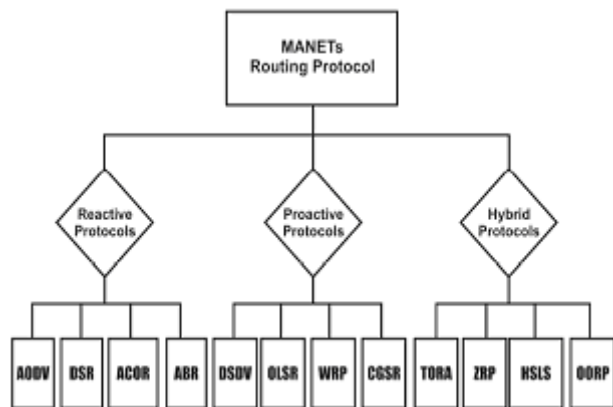 MANETs
Routing Protocol
Reactive
Protocols
Proactive
Protocols
Hybrid
Protocols
AODV DSR ACOR ABR DSDV OLSR WRP CGSR TORA ZRP HSLS OORP